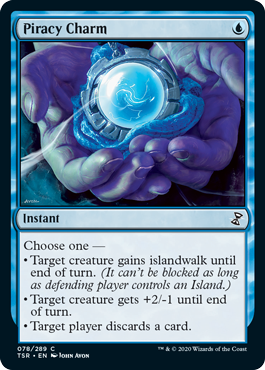 Piracy Charm
AVON
Instant
Choose one —
• Target creature gains islandwalk until
end of turn. (It can't be blocked as long
as defending player controls an Island.)
• Target creature gets +2/-1 until end
of turn.
• Target player discards a card.
078/289 C
TSR • EN JOHN AVON
™ & © 2020 Wizards of the Coast